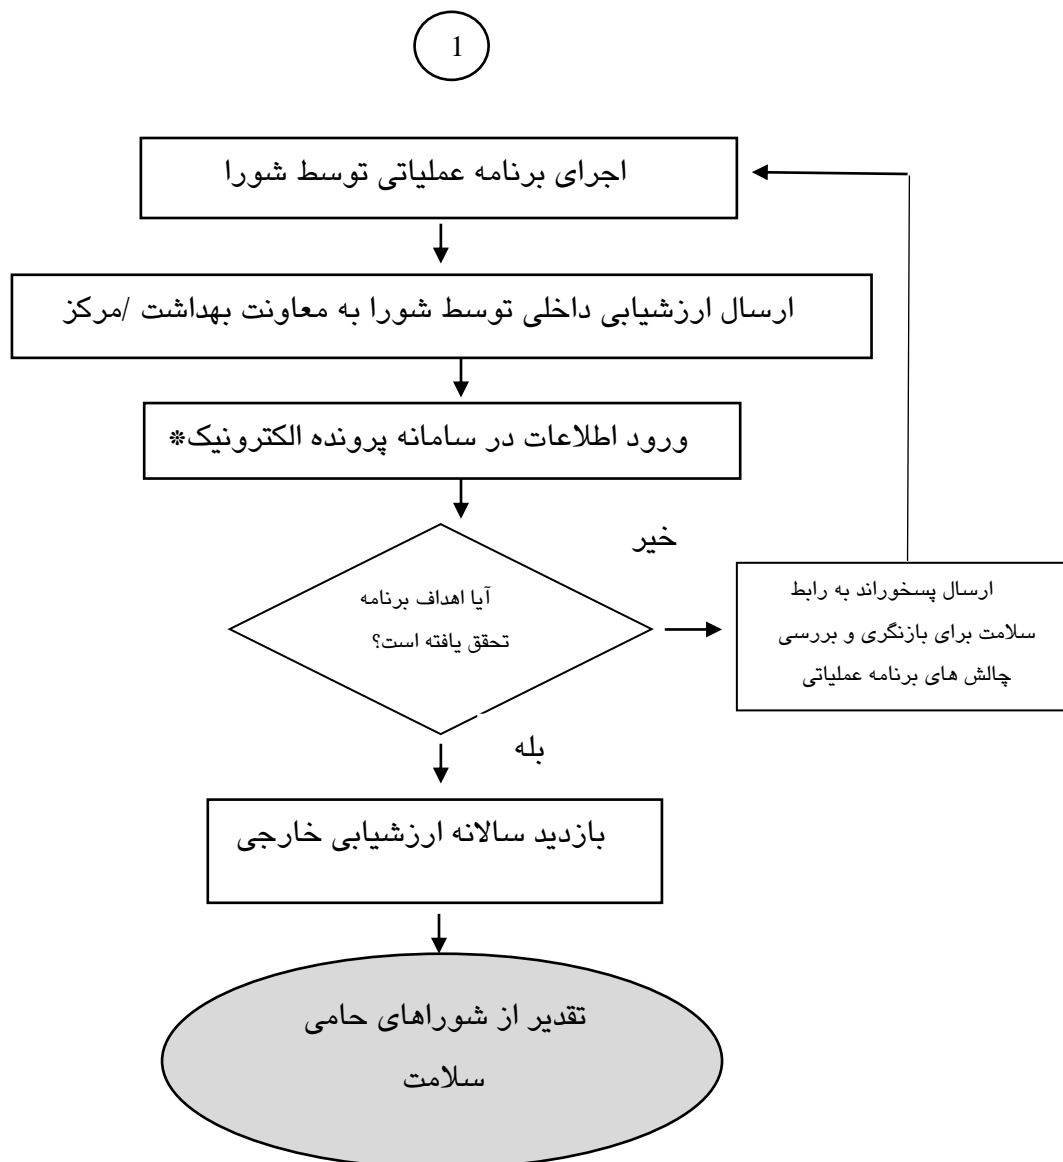 1
اجرای برنامه عملیاتی توسط شورا
ارسال ارزشیابی داخلی توسط شورا به معاونت بهداشت /مرکز
ورود اطلاعات در سامانه پرونده الکترونیک*
خیر
آیا اهداف برنامه
تحقق یافته است؟
ارسال پسخوراند به رابط
سلامت برای بازنگری و بررسی
چالش های برنامه عملیاتی
بله
بازدید سالانه ارزشیابی خارجی
تقدیر از شوراهای حامی
سلامت